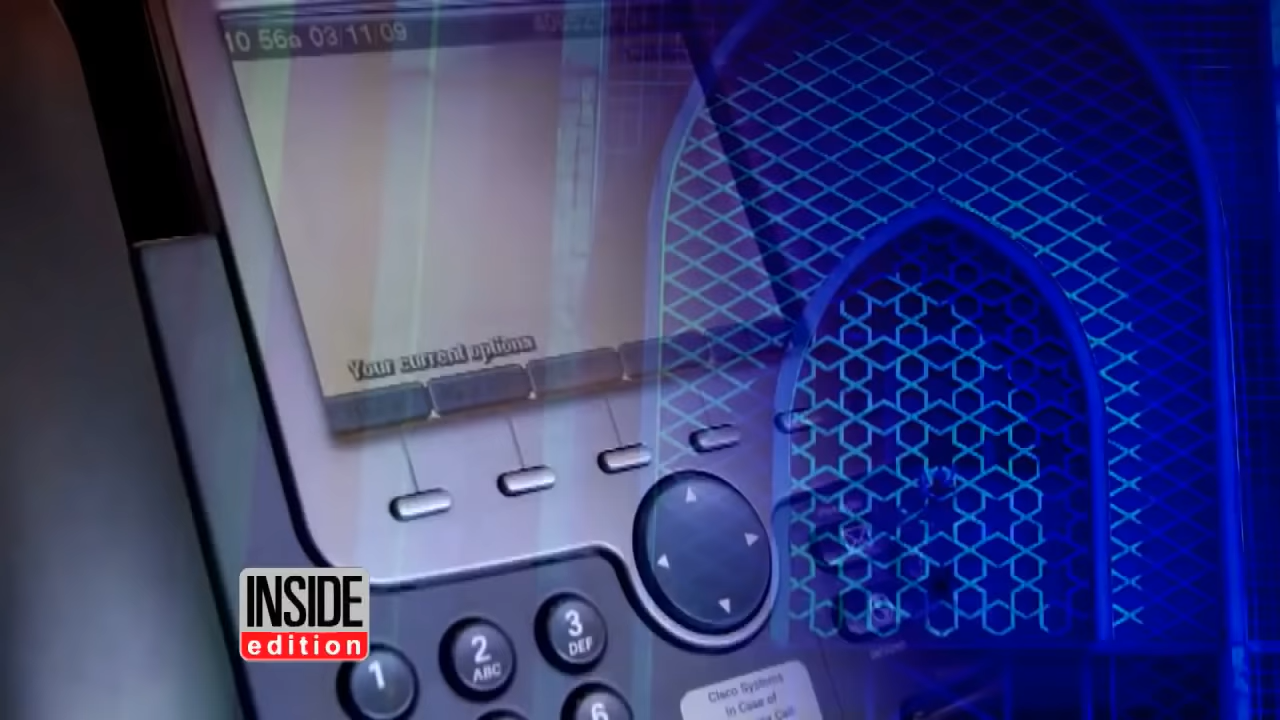 10 56a 03/11/09
Your current options
INSIDE
edition
1
2
ABC
3
DEF
6
Cisco Systems
In Case of
Call